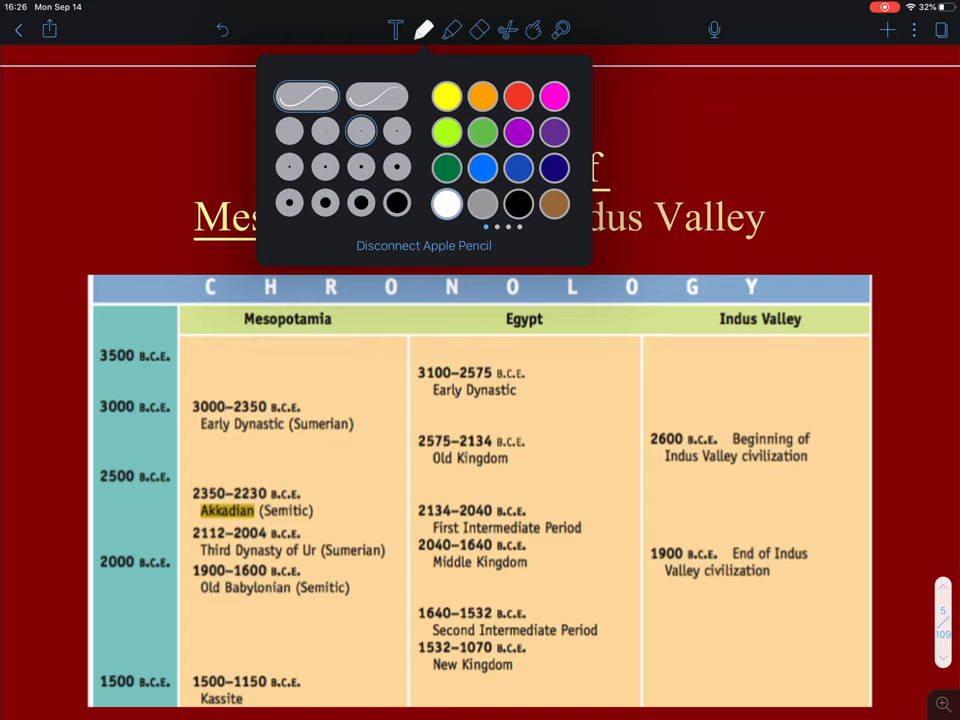 16:26 Mon Sep 14
32%
T
Disconnect Apple Pencil
f
Mes
dus Valley
CHRONOLOGY
Mesopotamia Egypt Indus Valley
3500 B.C.E.
3000 B.C.E.
2500 B.C.E.
2000 B.C.E.
1500 B.C.E.
3000–2350 B.C.E.
Early Dynastic (Sumerian)
2350–2230 B.C.E.
Akkadian (Semitic)
2112–2004 B.C.E.
Third Dynasty of Ur (Sumerian)
1900–1600 B.C.E.
Old Babylonian (Semitic)
1500–1150 B.C.E.
Kassite
3100–2575 B.C.E.
Early Dynastic
2575–2134 B.C.E.
Old Kingdom
2134–2040 B.C.E.
First Intermediate Period
2040–1640 B.C.E.
Middle Kingdom
1640–1532 B.C.E.
Second Intermediate Period
1532–1070 B.C.E.
New Kingdom
2600 B.C.E. Beginning of
Indus Valley civilization
1900 B.C.E. End of Indus
Valley civilization
5
109